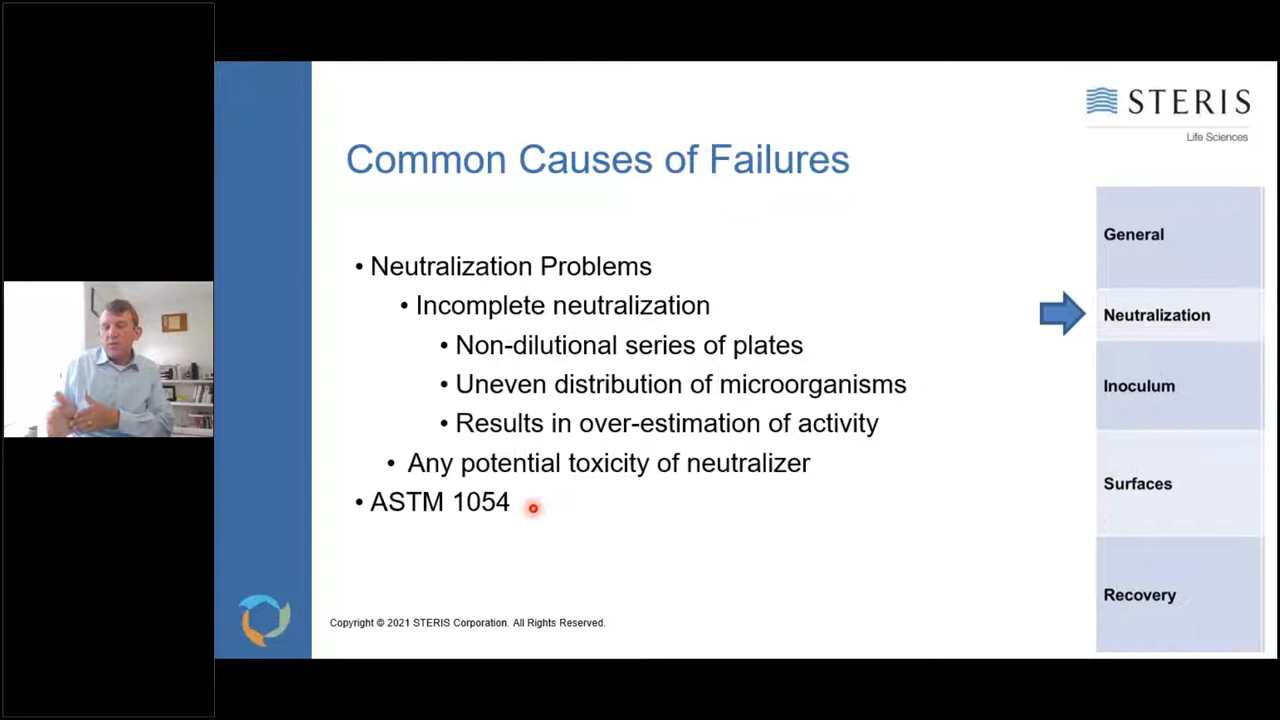 STERIS
Life Sciences
Common Causes of Failures
• Neutralization Problems
• Incomplete neutralization
• Non-dilutional series of plates
• Uneven distribution of microorganisms
• Results in over-estimation of activity
• Any potential toxicity of neutralizer
• ASTM 1054
General
Neutralization
Inoculum
Surfaces
Recovery
Copyright © 2021 STERIS Corporation. All Rights Reserved.